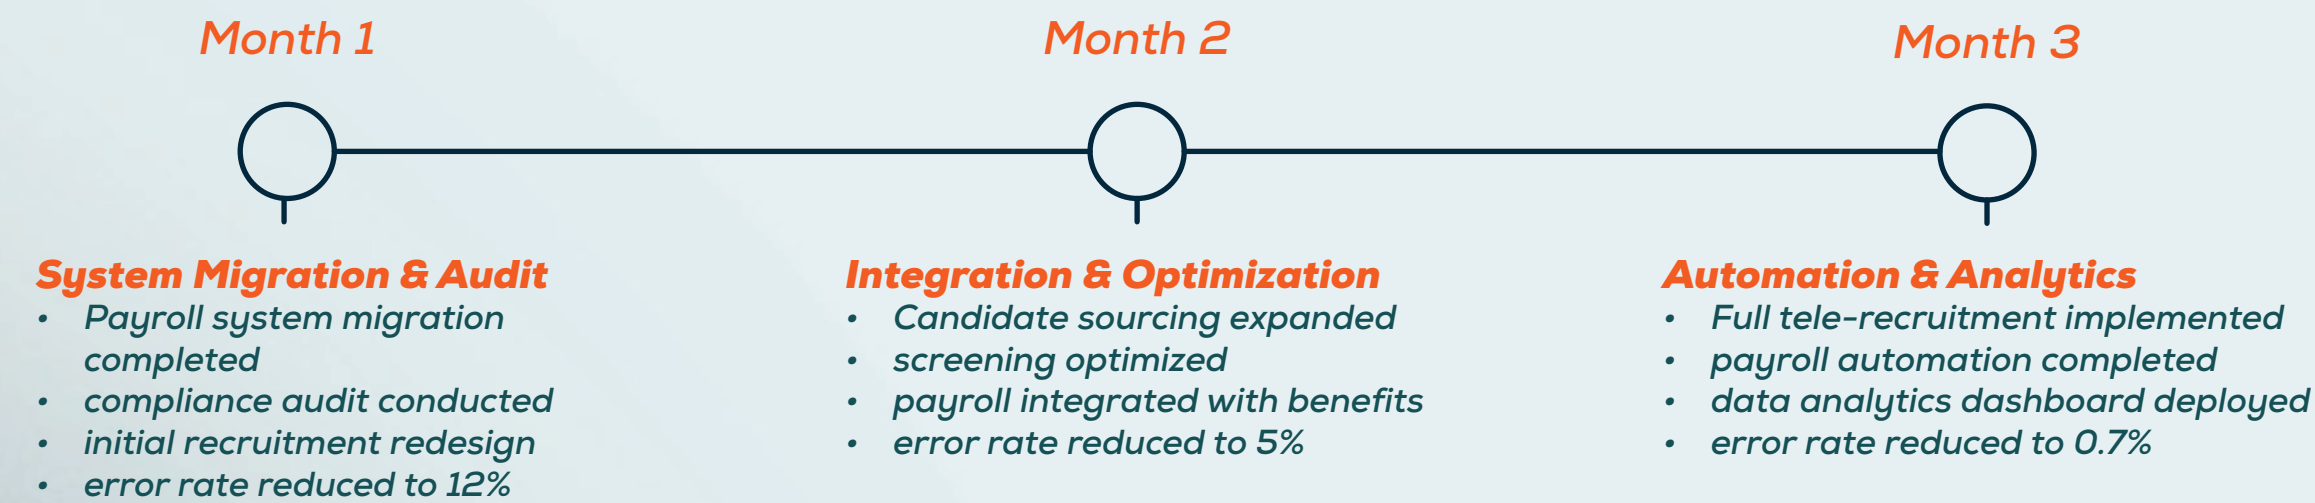 Month 1
Month 2
Month 3
System Migration & Audit
• Payroll system migration
completed
• compliance audit conducted
• initial recruitment redesign
• error rate reduced to 12%
Integration & Optimization
• Candidate sourcing expanded
• screening optimized
• payroll integrated with benefits
• error rate reduced to 5%
Automation & Analytics
• Full tele-recruitment implemented
• payroll automation completed
• data analytics dashboard deployed
• error rate reduced to 0.7%